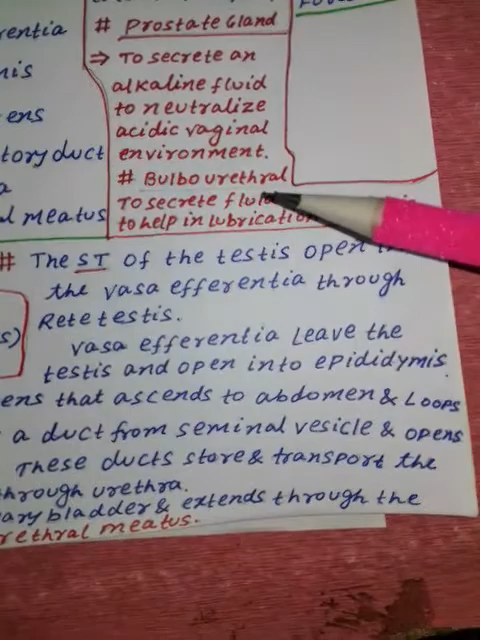 # Prostate Gland
⇒ To secrete an
alkaline fluid
to neutralize
acidic vaginal
environment.
# Bulbourethral
To secrete fluid
to help in lubrication
ens
tory duct
l meatus
# The ST of the testis open in
the vasa efferentia through
Rete testis.
s)
vasa efferentia Leave the
testis and open into epididymis
ens that ascends to abdomen & Loops
a duct from seminal vesicle & opens
These ducts store & transport the
through urethra.
ary bladder & extends through the
rethral meatus.